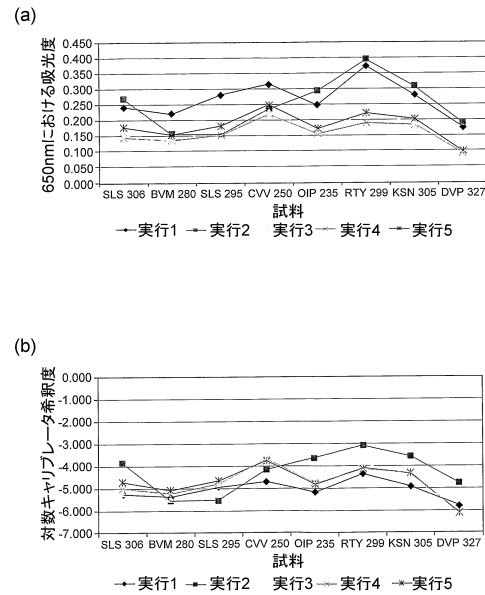 (a)
650nmにおける吸光度
0.450
0.400
0.350
0.300
0.250
0.200
0.150
0.100
0.050
0.000
SLS 306 BVM 280 SLS 295 CVV 250 OIP 235 RTY 299 KSN 305 DVP 327
試料
実行1 実行2 実行3 実行4 実行5
(b)
対数キャリブレータ希釈度
0.000
-1.000
-2.000
-3.000
-4.000
-5.000
-6.000
-7.000
SLS 306 BVM 280 SLS 295 CVV 250 OIP 235 RTY 299 KSN 305 DVP 327
試料
実行1 実行2 実行3 実行4 実行5